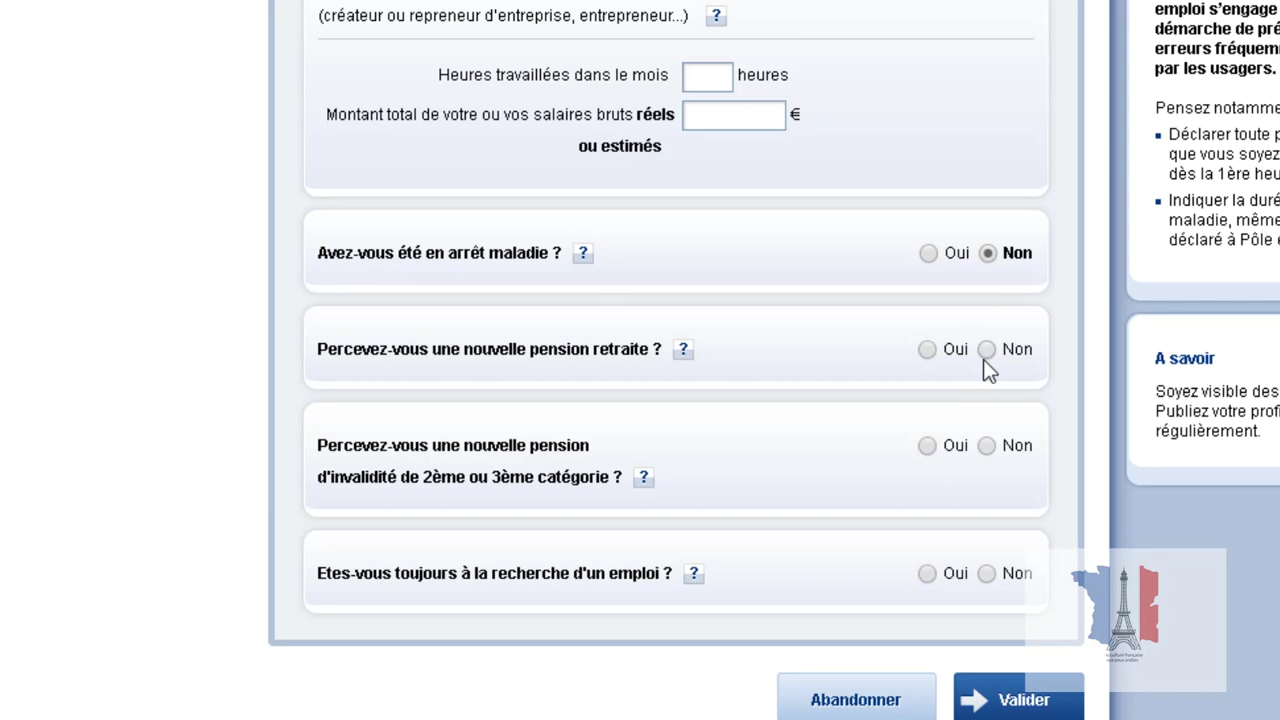 (créateur ou repreneur d'entreprise, entrepreneur...) ?
Heures travaillées dans le mois heures
Montant total de votre ou vos salaires bruts réels €
ou estimés
Avez-vous été en arrêt maladie ? ? Oui Non
Percevez-vous une nouvelle pension retraite ? ? Oui Non
Percevez-vous une nouvelle pension Oui Non
d'invalidité de 2ème ou 3ème catégorie ? ?
Etes-vous toujours à la recherche d'un emploi ? ? Oui Non
Abandonner Valider
emploi s'engage
démarche de pré
erreurs fréquem
par les usagers.
Pensez notamme
Déclarer toute p
que vous soyez
dès la 1ère heu
Indiquer la duré
maladie, même
déclaré à Pôle e
A savoir
Soyez visible des
Publiez votre prof
régulièrement.